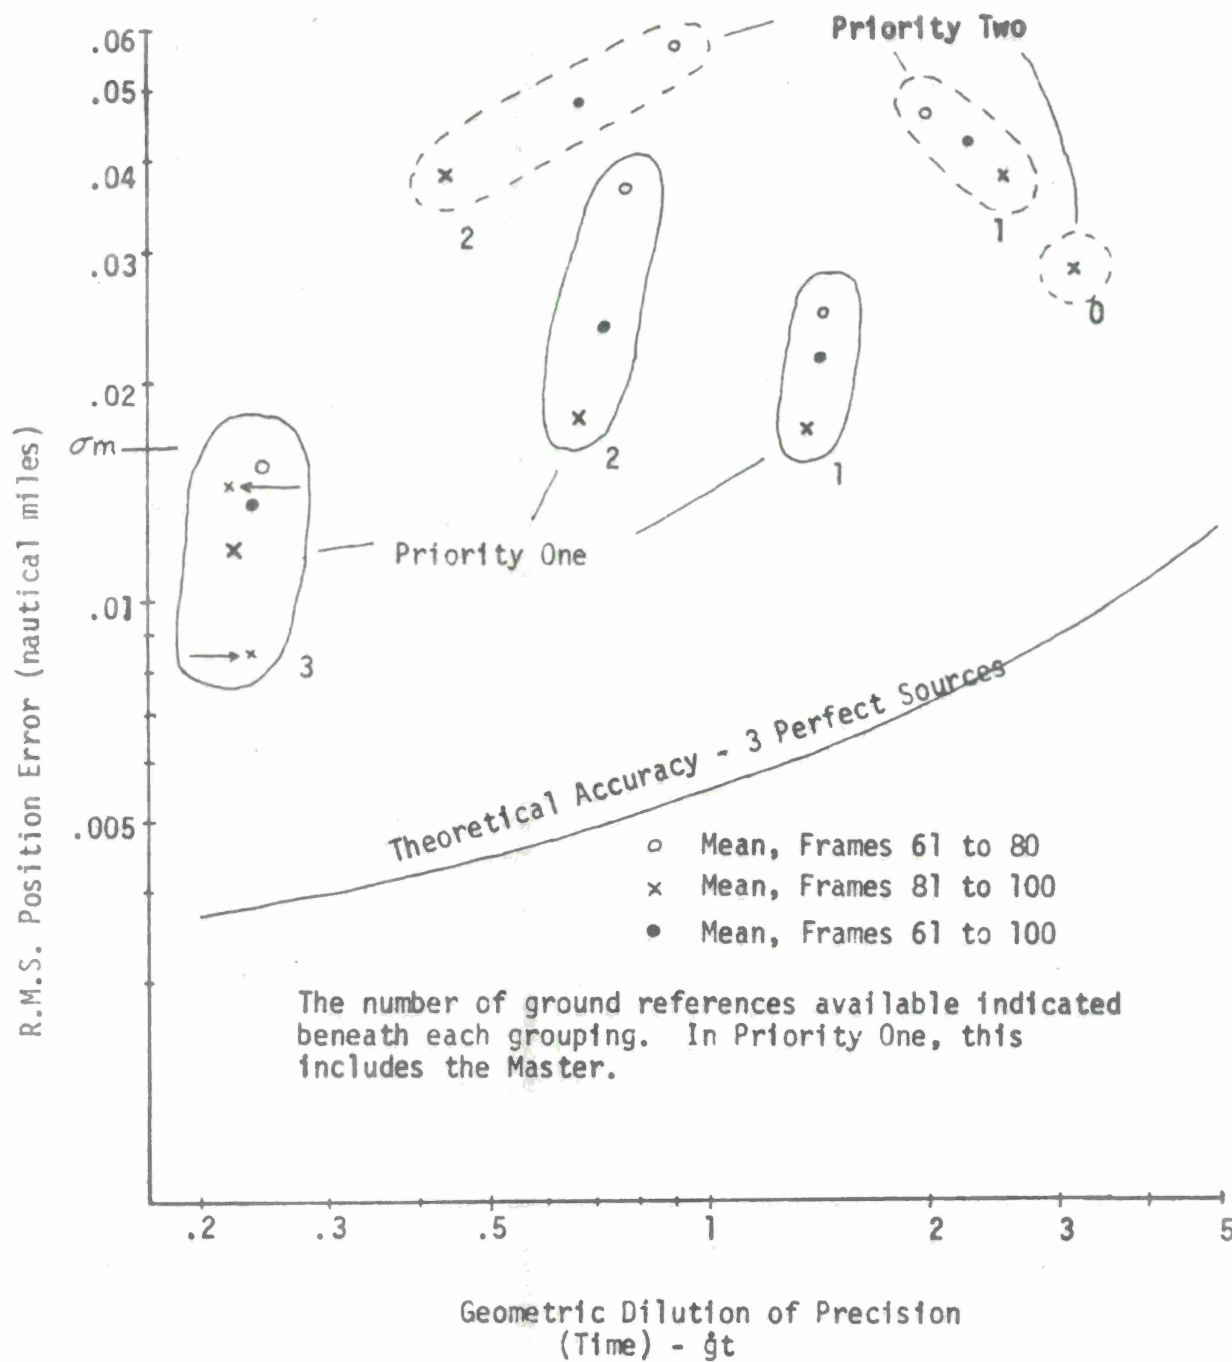 Priority Two
.06
.05
.04
.03
.02
σm
.01
.005
2
1
0
2
1
3
Priority One
R.M.S. Position Error (nautical miles)
Theoretical Accuracy - 3 Perfect Sources
o Mean, Frames 61 to 80
x Mean, Frames 81 to 100
• Mean, Frames 61 to 100
The number of ground references available indicated
beneath each grouping. In Priority One, this
includes the Master.
.2 .3 .5 1 2 3 5
Geometric Dilution of Precision
(Time) - ġt